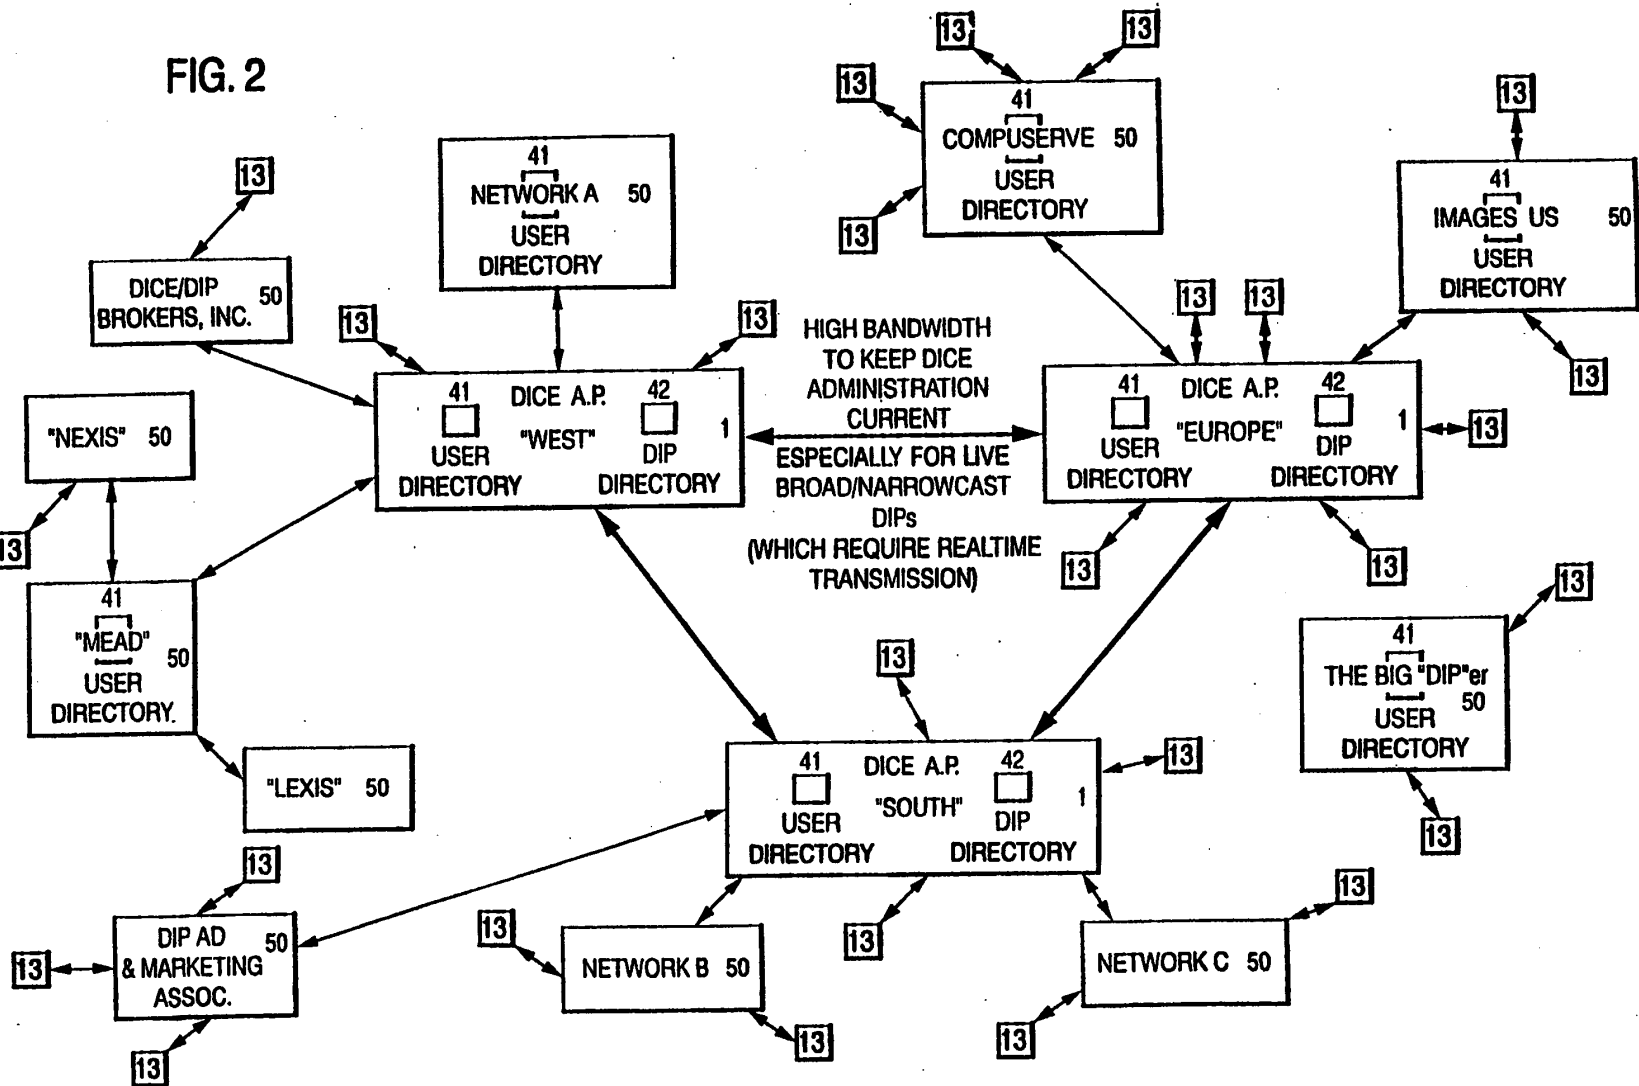 FIG. 2
13
41
NETWORK A 50
USER
DIRECTORY
13
DICE/DIP 50
BROKERS, INC.
13
13
13
13
13
13
41
COMPUSERVE 50
USER
DIRECTORY
13
41
IMAGES US 50
USER
DIRECTORY
13
13
13
41 DICE A.P. 42
"WEST" 1
USER DIP
DIRECTORY DIRECTORY
HIGH BANDWIDTH
TO KEEP DICE
ADMINISTRATION
CURRENT
ESPECIALLY FOR LIVE
BROAD/NARROWCAST
DIPs
(WHICH REQUIRE REALTIME
TRANSMISSION)
41 DICE A.P. 42
"EUROPE" 1
USER DIP
DIRECTORY DIRECTORY
13
13
13
"NEXIS" 50
13
41
"MEAD" 50
USER
DIRECTORY.
"LEXIS" 50
13
41
THE BIG "DIP"er
50
USER
DIRECTORY
13
13
41 DICE A.P. 42
"SOUTH" 1
USER DIP
DIRECTORY DIRECTORY
13
13
DIP AD 50
& MARKETING
ASSOC.
13
13
13
NETWORK B 50
13
13
NETWORK C 50
13
13